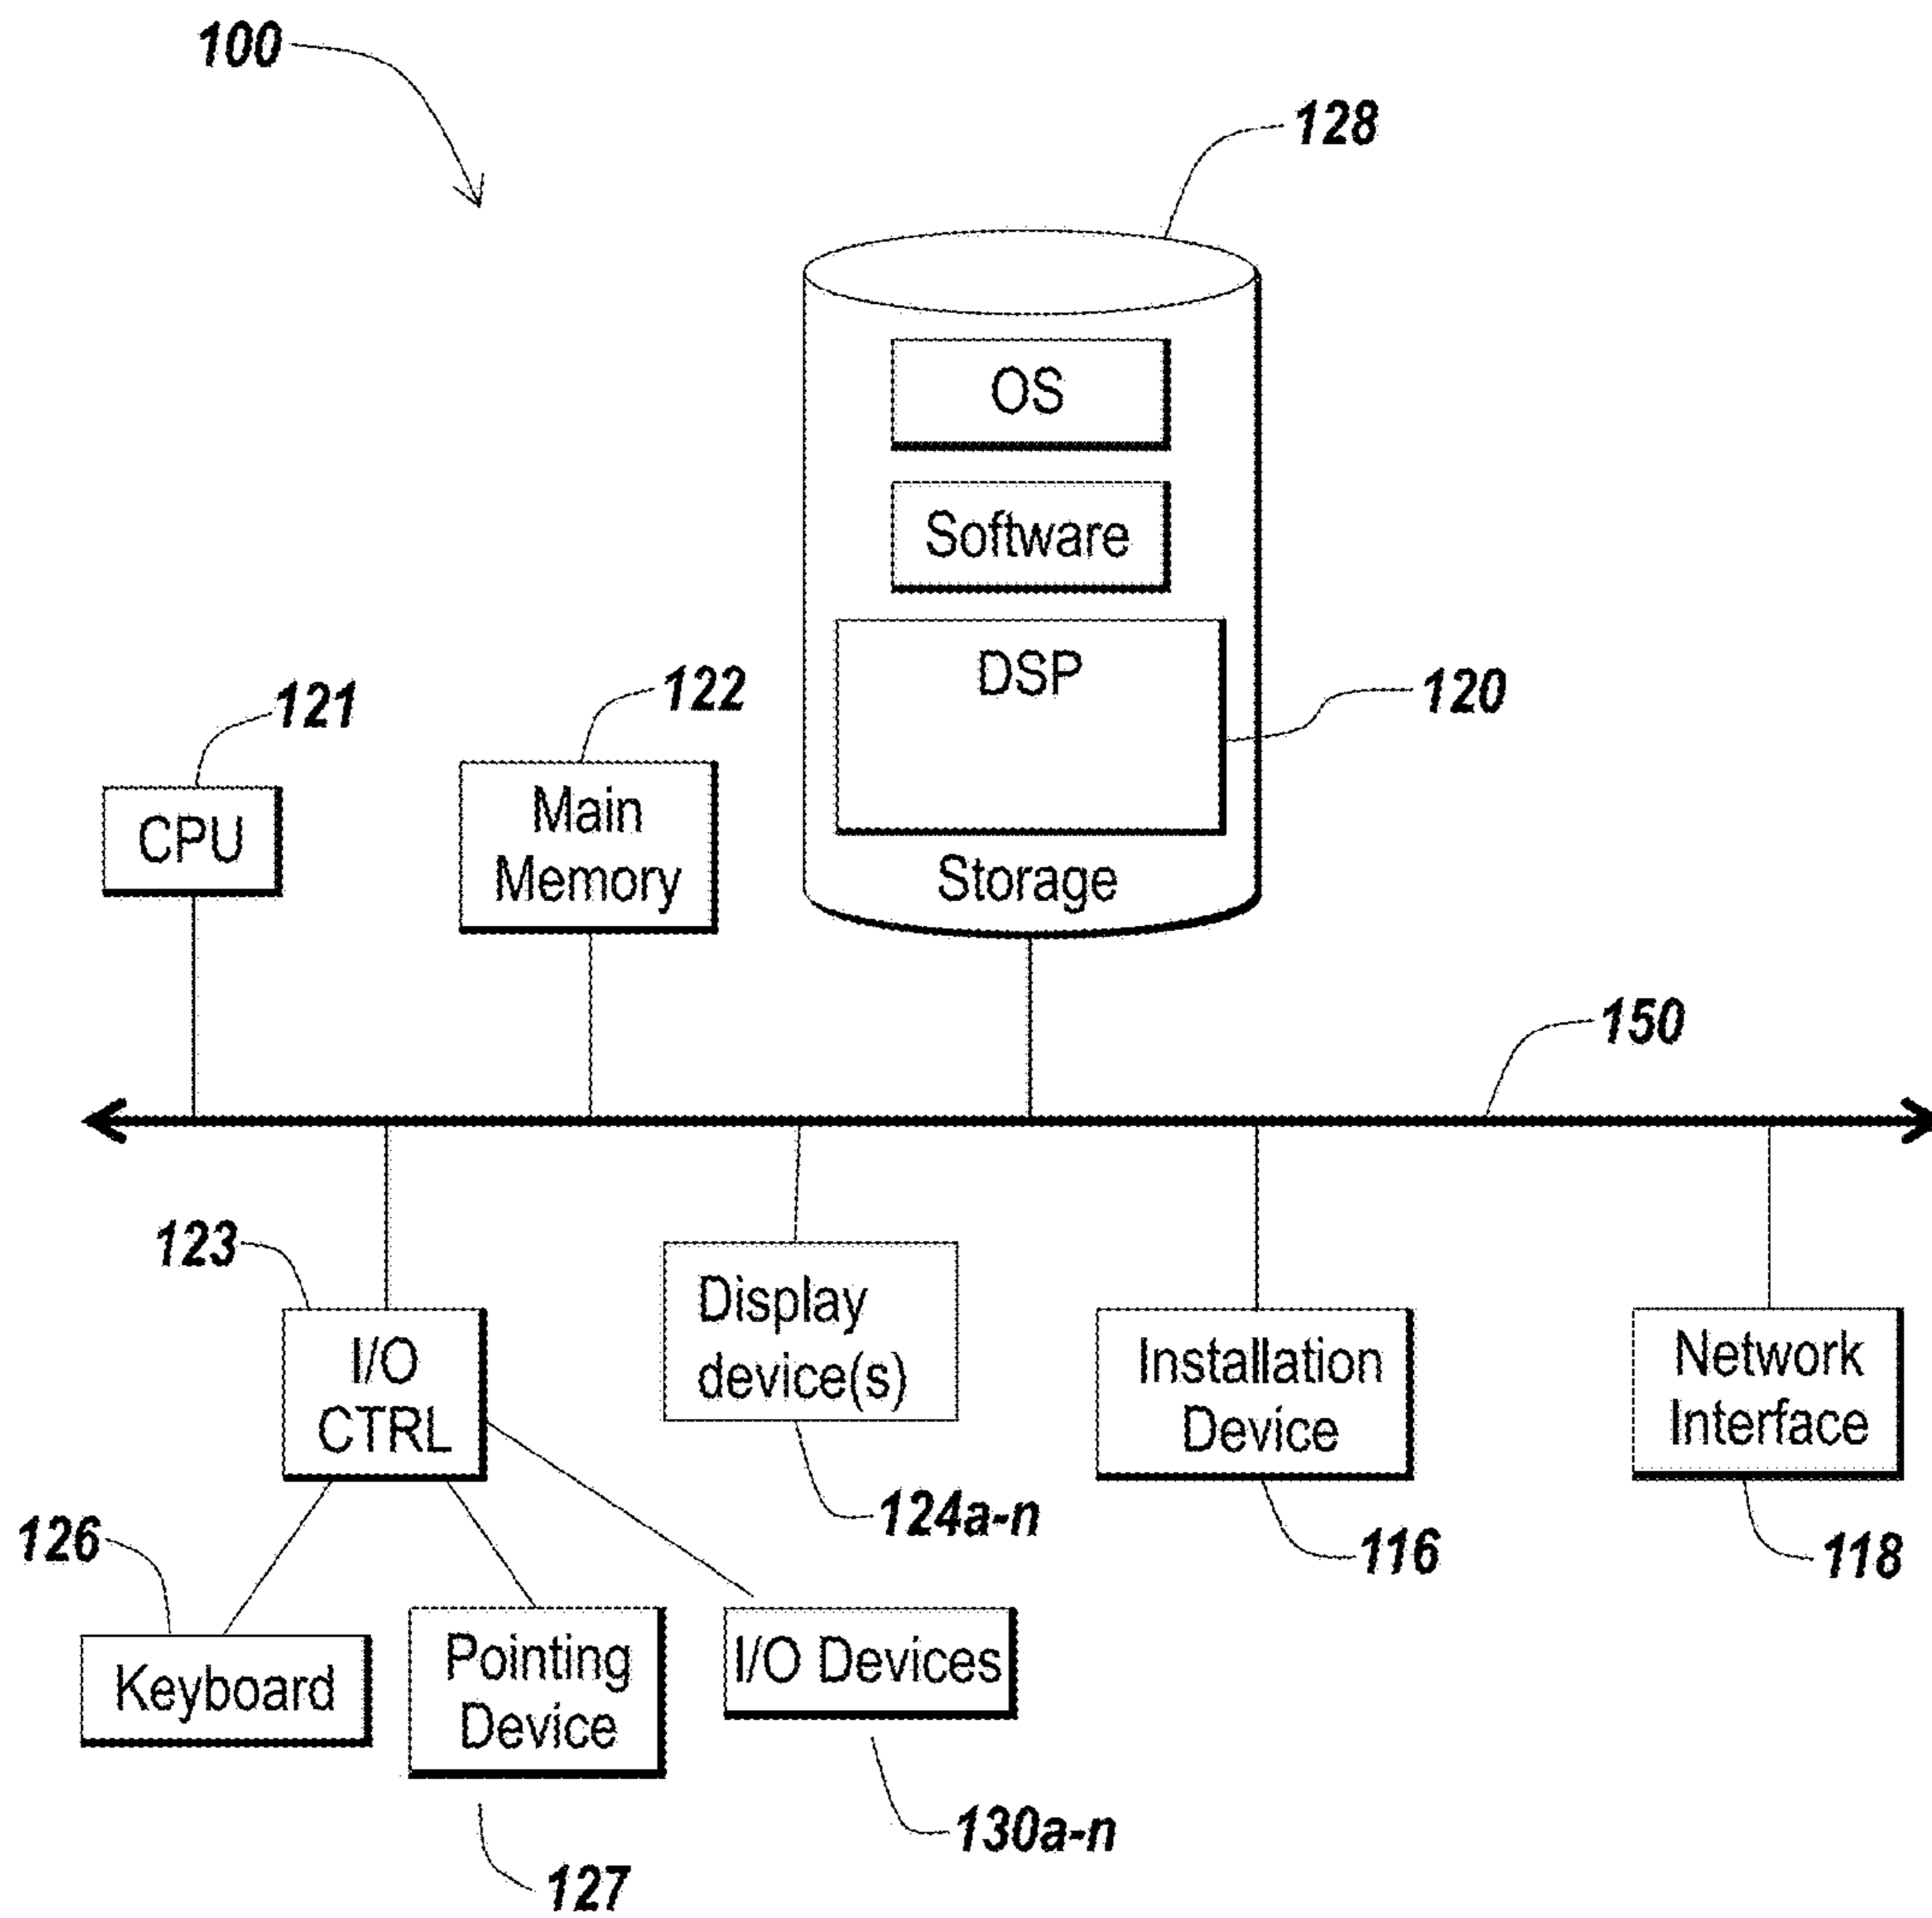 100
128
OS
Software
DSP
120
Storage
121
CPU
122
Main
Memory
150
123
I/O
CTRL
Display
device(s)
124a-n
Installation
Device
116
Network
Interface
118
126
Keyboard
Pointing
Device
127
I/O Devices
130a-n